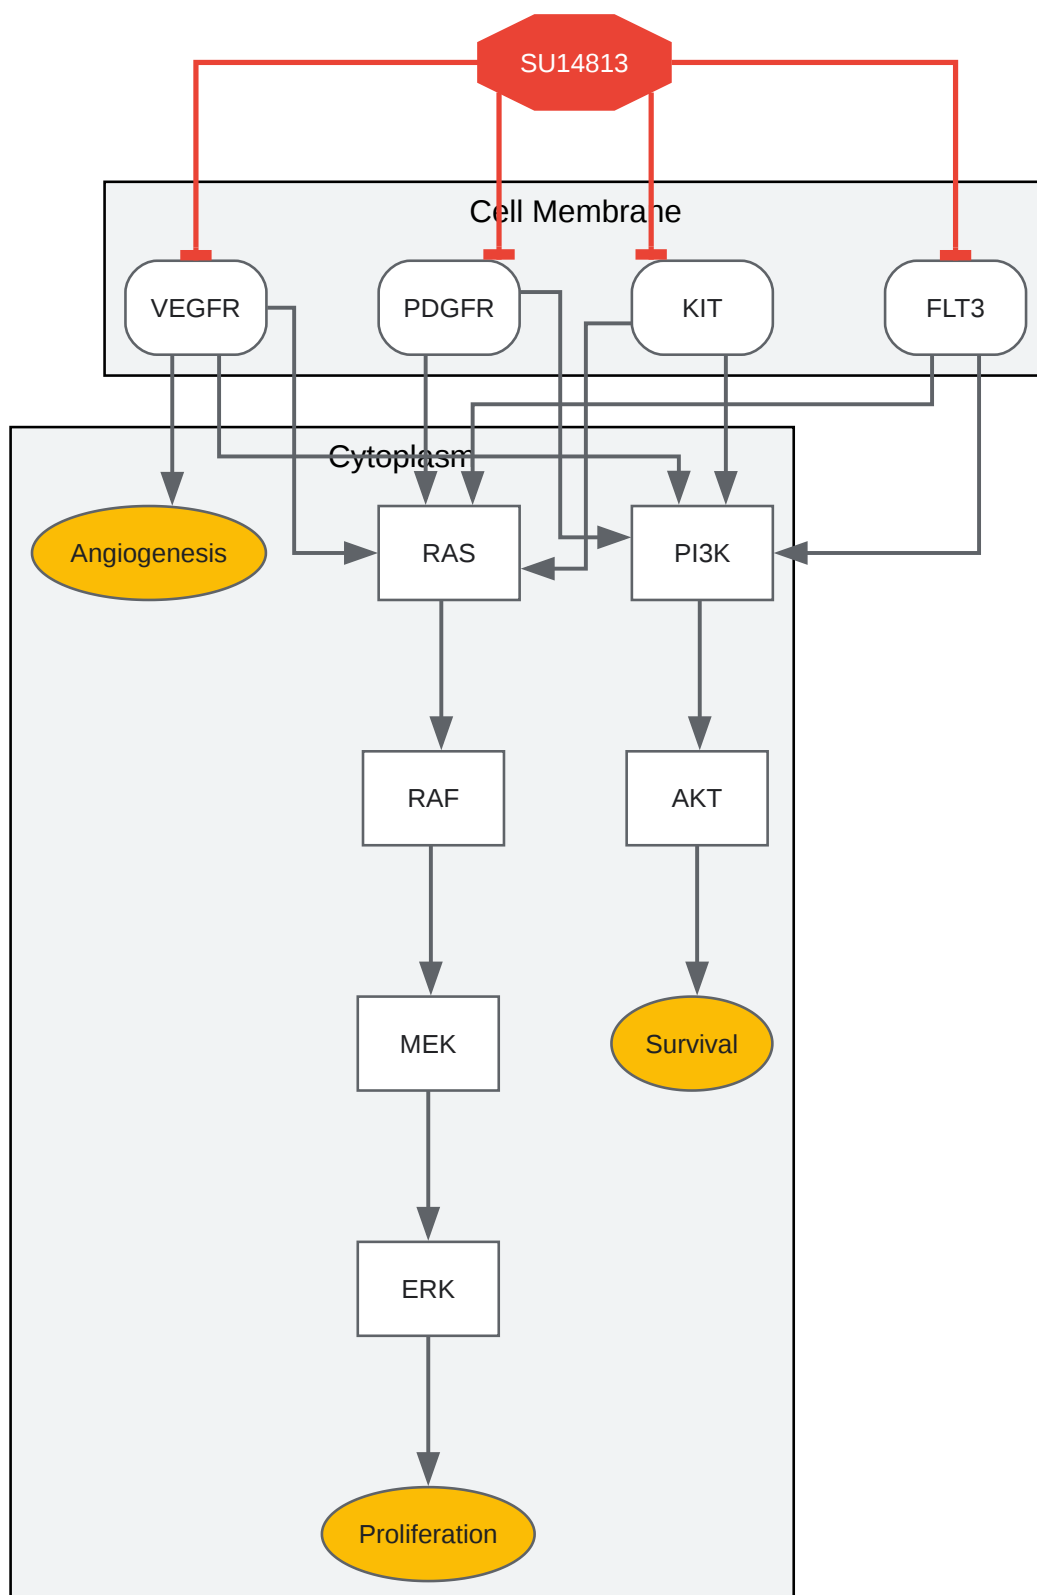 SU14813
Cell Membrane
VEGFR
PDGFR
KIT
FLT3
Cytoplasm
Angiogenesis
RAS
PI3K
RAF
AKT
MEK
Survival
ERK
Proliferation